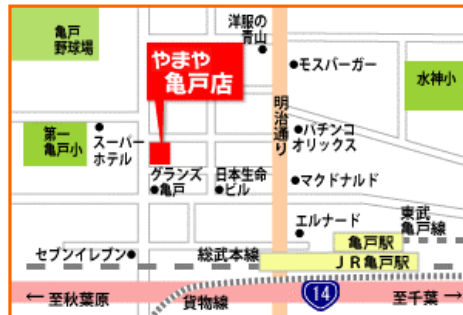 洋服の
青山
亀戸
野球場
やまや
亀戸店
モスバーガー
水神小
明治通り
第一
亀戸小
スーパー
ホテル
パチンコ
オリックス
グランズ
亀戸
日本生命
ビル
マクドナルド
エルナード
東武
亀戸線
亀戸駅
セブンイレブン
総武本線
JR亀戸駅
←至秋葉原
貨物線
14
至千葉→